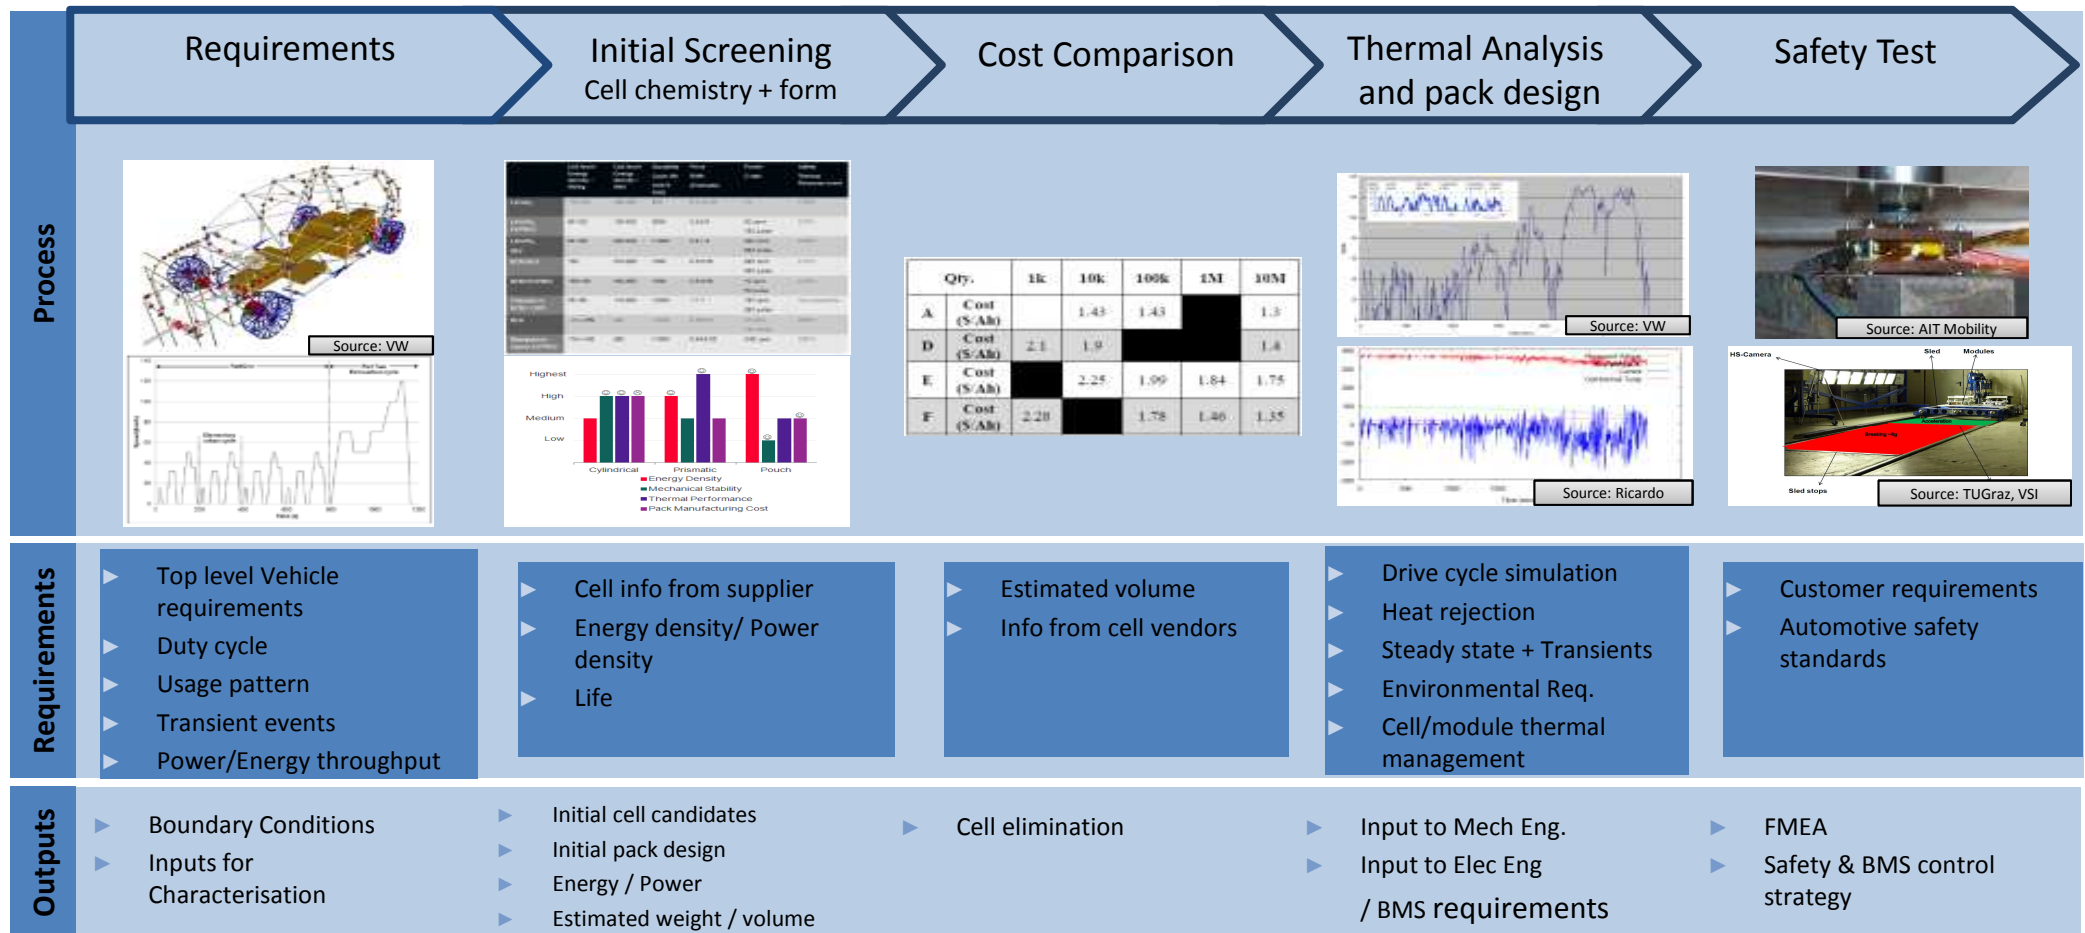 Requirements
Initial Screening
Cell chemistry + form
Cost Comparison
Thermal Analysis
and pack design
Safety Test
Process
Source: VW
Highest
High
Medium
Low
Cylindrical Prismatic Pouch
Energy Density
Mechanical Stability
Thermal Performance
Pack Manufacturing Cost
Qty. 1k 10k 100k 1M 10M
A Cost ($/Ah) 1.43 1.43 1.3
D Cost ($/Ah) 2.1 1.9 1.4
E Cost ($/Ah) 2.25 1.99 1.84 1.75
F Cost ($/Ah) 2.28 1.78 1.46 1.35
Source: VW
Source: Ricardo
Source: AIT Mobility
HS-Camera
Sled
Modules
Acceleration
Sled stops
Source: TUGraz, VSI
Requirements
Top level Vehicle
requirements
Duty cycle
Usage pattern
Transient events
Power/Energy throughput
Cell info from supplier
Energy density/ Power
density
Life
Estimated volume
Info from cell vendors
Drive cycle simulation
Heat rejection
Steady state + Transients
Environmental Req.
Cell/module thermal
management
Customer requirements
Automotive safety
standards
Outputs
Boundary Conditions
Inputs for
Characterisation
Initial cell candidates
Initial pack design
Energy / Power
Estimated weight / volume
Cell elimination
Input to Mech Eng.
Input to Elec Eng
/ BMS requirements
FMEA
Safety & BMS control
strategy